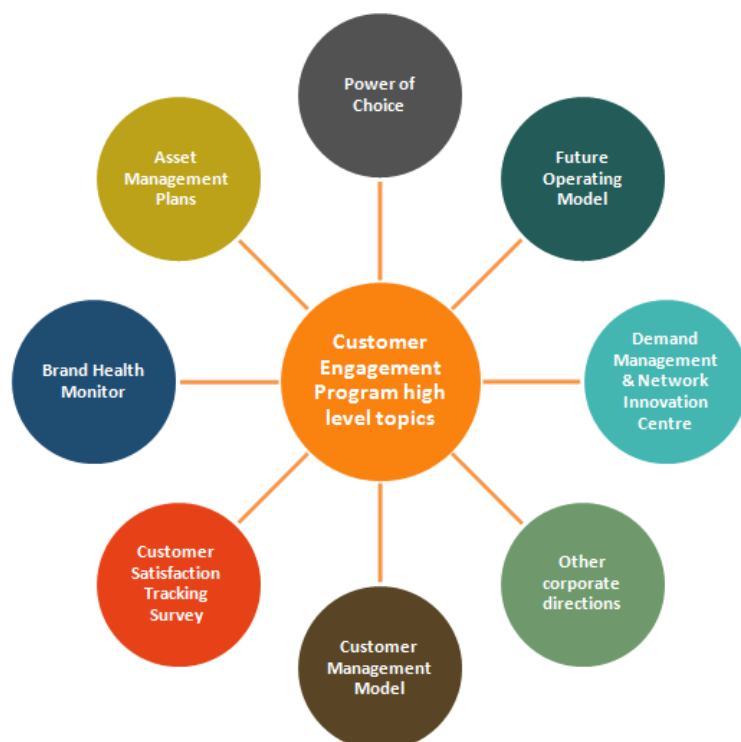 Power of
Choice
Future
Operating
Model
Demand
Management
& Network
Innovation
Centre
Other
corporate
directions
Customer
Management
Model
Customer
Satisfaction
Tracking
Survey
Brand Health
Monitor
Asset
Management
Plans
Customer
Engagement
Program high
level topics